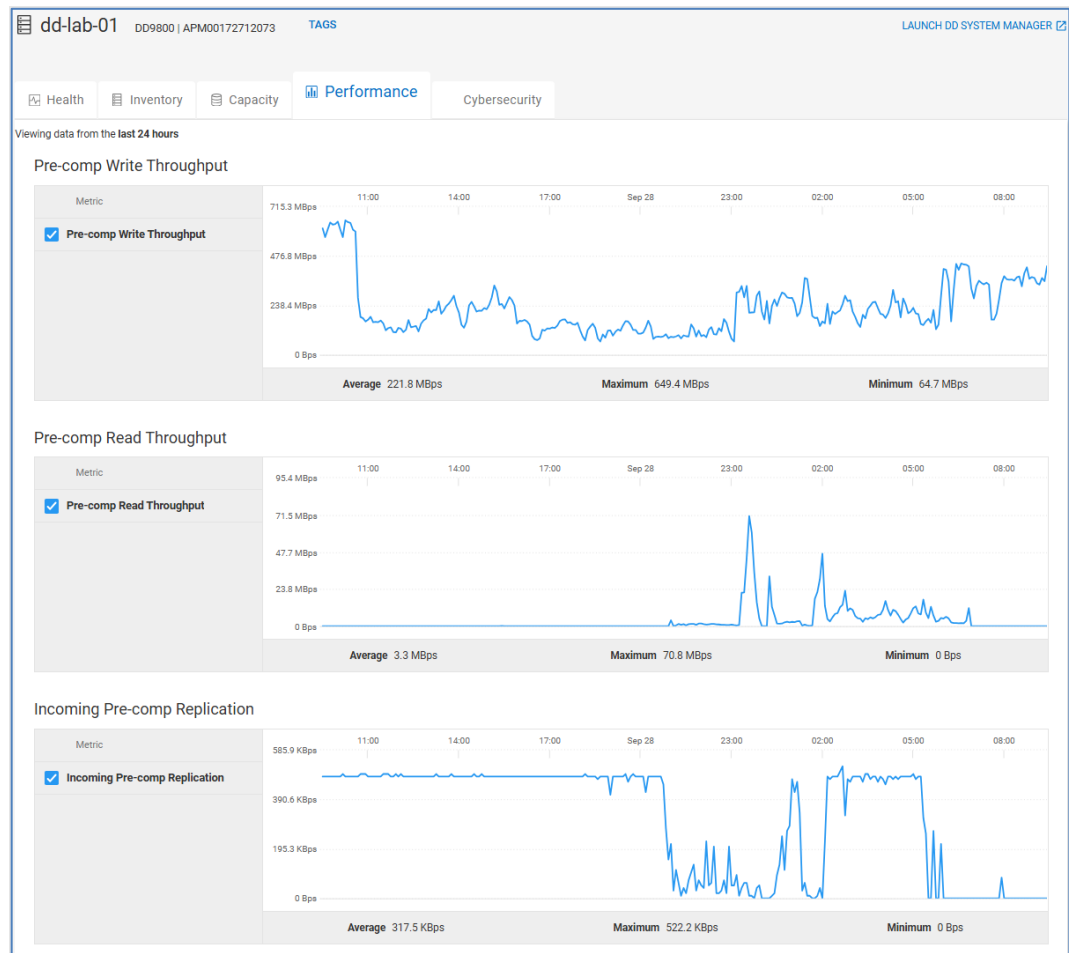 dd-lab-01 DD9800 | APM00172712073 TAGS LAUNCH DD SYSTEM MANAGER
Health Inventory Capacity Performance Cybersecurity
Viewing data from the last 24 hours
Pre-comp Write Throughput
Metric
Pre-comp Write Throughput
11:00 14:00 17:00 Sep 28 23:00 02:00 05:00 08:00
715.3 MBps
476.8 MBps
238.4 MBps
0 Bps
Average 221.8 MBps Maximum 649.4 MBps Minimum 64.7 MBps
Pre-comp Read Throughput
Metric
Pre-comp Read Throughput
11:00 14:00 17:00 Sep 28 23:00 02:00 05:00 08:00
95.4 MBps
71.5 MBps
47.7 MBps
23.8 MBps
0 Bps
Average 3.3 MBps Maximum 70.8 MBps Minimum 0 Bps
Incoming Pre-comp Replication
Metric
Incoming Pre-comp Replication
11:00 14:00 17:00 Sep 28 23:00 02:00 05:00 08:00
585.9 KBps
390.6 KBps
195.3 KBps
0 Bps
Average 317.5 KBps Maximum 522.2 KBps Minimum 0 Bps